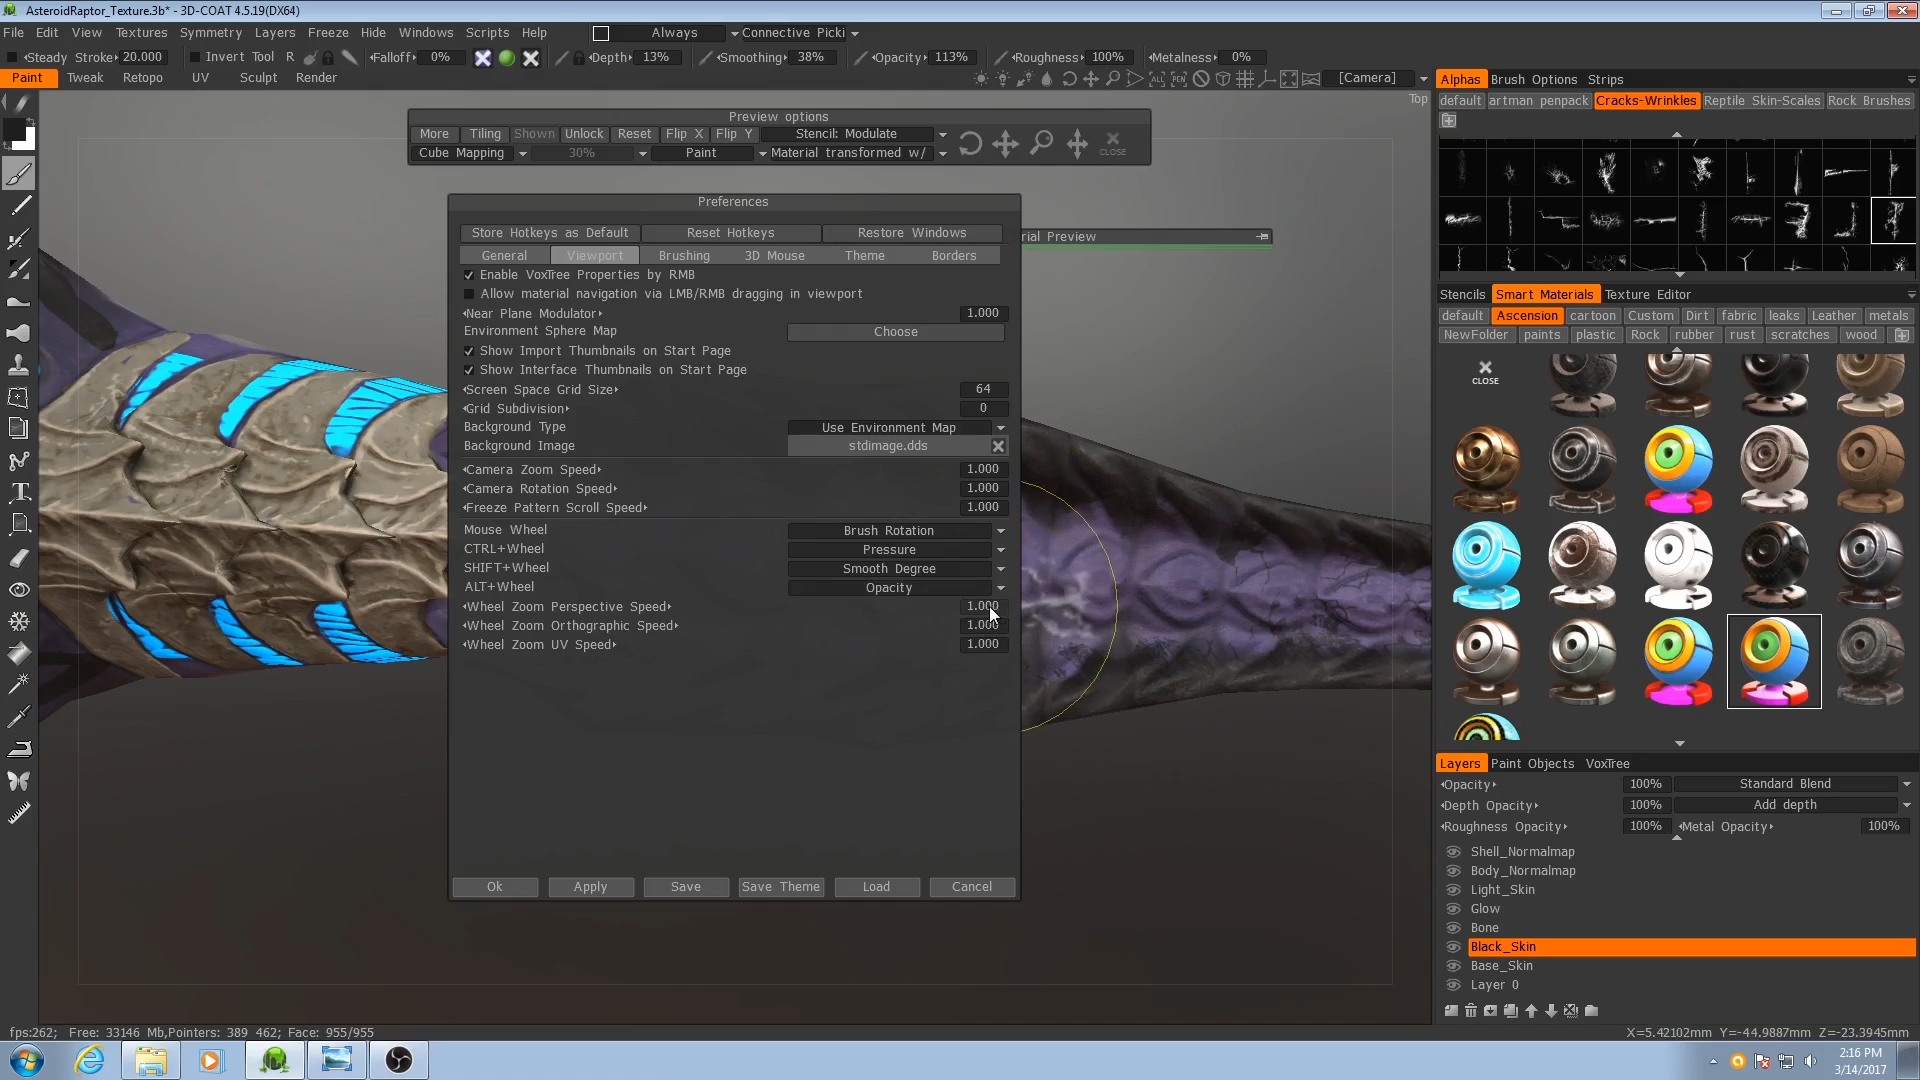 AsteroidRaptor_Texture.3b* - 3D-COAT 4.5.19(DX64)
File Edit View Textures Symmetry Layers Freeze Hide Windows Scripts Help Always Connective Picki
Steady Stroke 20.000 Invert Tool R Falloff 0% Depth 13% Smoothing 38% Opacity 113% Roughness 100% Metalness 0%
Paint Tweak Retopo UV Sculpt Render ALL PEN [Camera]
Top
Preview options
More Tiling Shown Unlock Reset Flip X Flip Y Stencil: Modulate
Cube Mapping 30% Paint Material transformed w/ CLOSE
Preferences
Store Hotkeys as Default Reset Hotkeys Restore Windows
General Viewport Brushing 3D Mouse Theme Borders
Enable VoxTree Properties by RMB
Allow material navigation via LMB/RMB dragging in viewport
Near Plane Modulator 1.000
Environment Sphere Map Choose
Show Import Thumbnails on Start Page
Show Interface Thumbnails on Start Page
Screen Space Grid Size 64
Grid Subdivision 0
Background Type Use Environment Map
Background Image stdimage.dds
Camera Zoom Speed 1.000
Camera Rotation Speed 1.000
Freeze Pattern Scroll Speed 1.000
Mouse Wheel Brush Rotation
CTRL+Wheel Pressure
SHIFT+Wheel Smooth Degree
ALT+Wheel Opacity
Wheel Zoom Perspective Speed 1.000
Wheel Zoom Orthographic Speed 1.000
Wheel Zoom UV Speed 1.000
Ok Apply Save Save Theme Load Cancel
rial Preview
Alphas Brush Options Strips
default artman penpack Cracks-Wrinkles Reptile Skin-Scales Rock Brushes
Stencils Smart Materials Texture Editor
default Ascension cartoon Custom Dirt fabric leaks Leather metals
NewFolder paints plastic Rock rubber rust scratches wood
CLOSE
Layers Paint Objects VoxTree
Opacity 100% Standard Blend
Depth Opacity 100% Add depth
Roughness Opacity 100% Metal Opacity 100%
Shell_Normalmap
Body_Normalmap
Light_Skin
Glow
Bone
Black_Skin
Base_Skin
Layer 0
fps:262; Free: 33146 Mb,Pointers: 389 462; Face: 955/955 X=5.42102mm Y=-44.9887mm Z=-23.3945mm
2:16 PM
3/14/2017